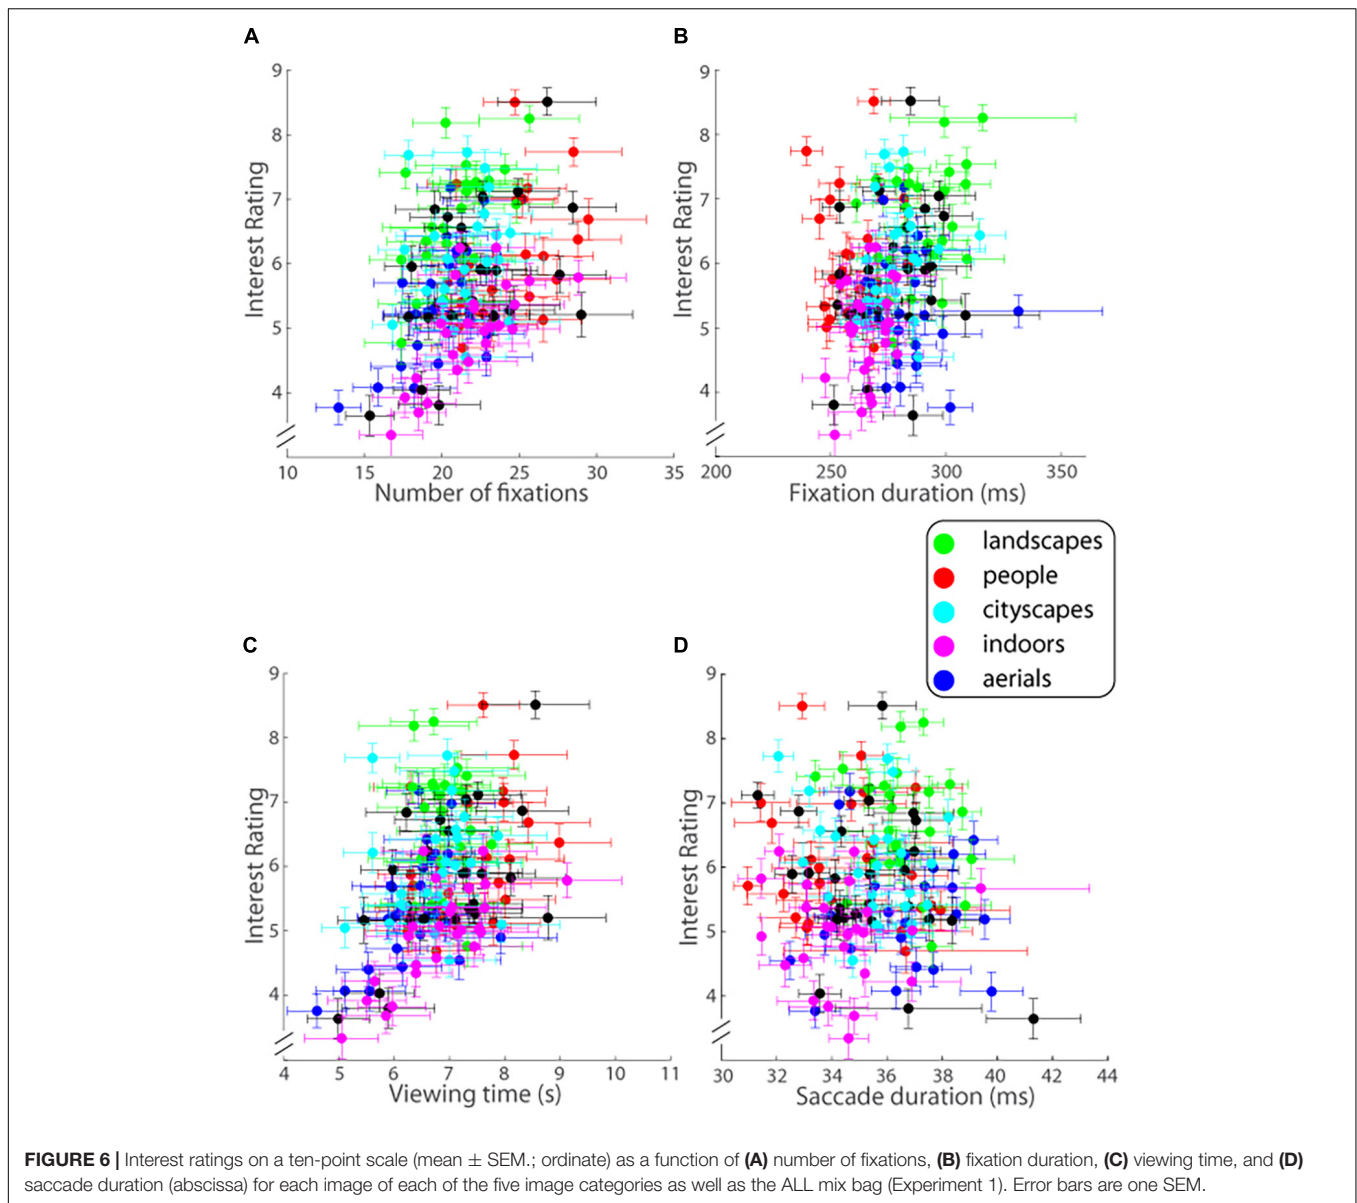 A
B
9
8
7
6
5
4
Interest Rating
10 15 20 25 30 35
Number of fixations
9
8
7
6
5
4
Interest Rating
200 250 300 350
Fixation duration (ms)
landscapes
people
cityscapes
indoors
aerials
C
D
9
8
7
6
5
4
Interest Rating
4 5 6 7 8 9 10 11
Viewing time (s)
9
8
7
6
5
4
Interest Rating
30 32 34 36 38 40 42 44
Saccade duration (ms)
FIGURE 6 | Interest ratings on a ten-point scale (mean ± SEM.; ordinate) as a function of (A) number of fixations, (B) fixation duration, (C) viewing time, and (D)
saccade duration (abscissa) for each image of each of the five image categories as well as the ALL mix bag (Experiment 1). Error bars are one SEM.